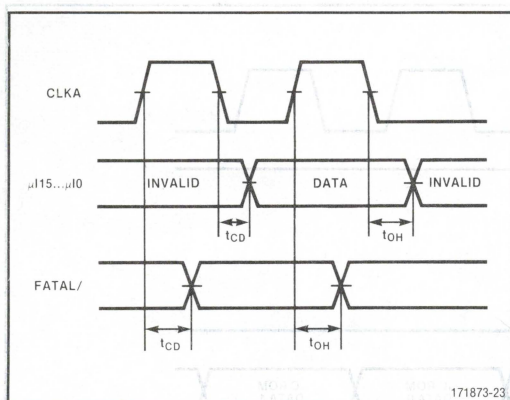 CLKA
μI15...μI0 INVALID DATA INVALID
tCD tOH
FATAL/
tCD tOH
171873-23